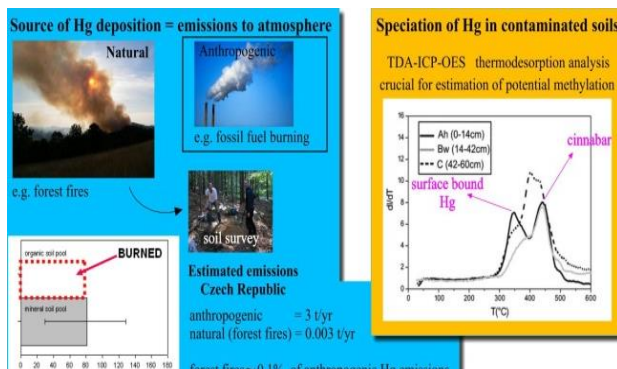 Source of Hg deposition = emissions to atmosphere
Natural
Anthropogenic
e.g. fossil fuel burning
e.g. forest fires
soil survey
organic soil pool
BURNED
mineral soil pool
0 20 40 60 80 100 120 140 160 180
Estimated emissions
Czech Republic
anthropogenic = 3 t/yr
natural (forest fires) = 0.003 t/yr
forest fires= 0.1% of anthropogenic Hg emissions
Speciation of Hg in contaminated soils
TDA-ICP-OES thermodesorption analysis
crucial for estimation of potential methylation
16
14
12
10
8
6
4
2
0
dI/dT
Ah (0-14cm)
Bw (14-42cm)
C (42-60cm)
cinnabar
surface bound
Hg
0 100 200 300 400 500 600
T(°C)